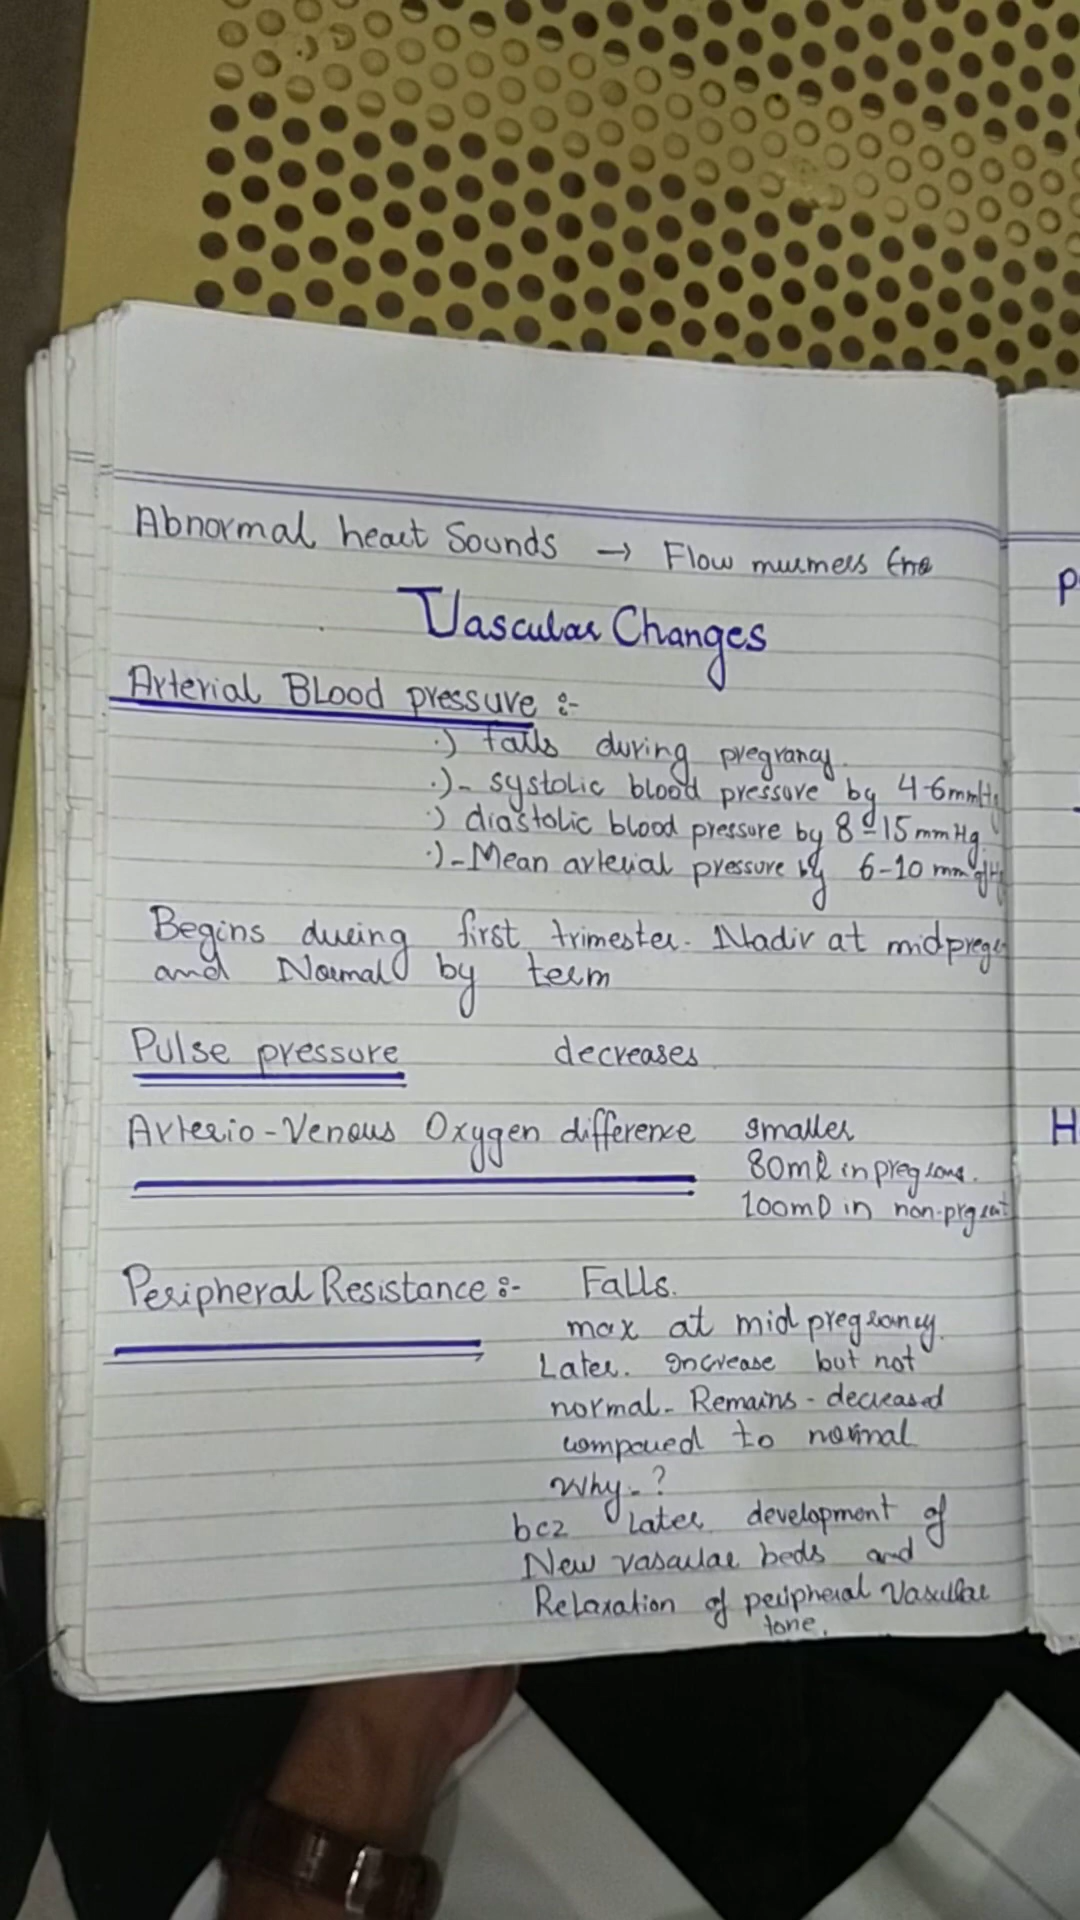 Abnormal heart Sounds → Flow murmers
Vascular Changes
Arterial BLood pressure :-
.) falls during pregnancy.
.)- systolic blood pressure by 4-6mmHg
.) diastolic blood pressure by 8-15 mmHg.
.)-Mean arterial pressure by 6-10 mm
Begins during first trimester. Nadir at midpreg
and Normal by term
Pulse pressure decreases
P
Arterio-Venous Oxygen difference smaller
H
80ml in
100ml in
Peripheral Resistance :- Falls.
max at mid pregnancy.
Later. increase but not
normal- Remains - decreased
compared to normal
Why-?
bcz Later development of
New vascular beds and
Relaxation of peripheral Vascular
tone.